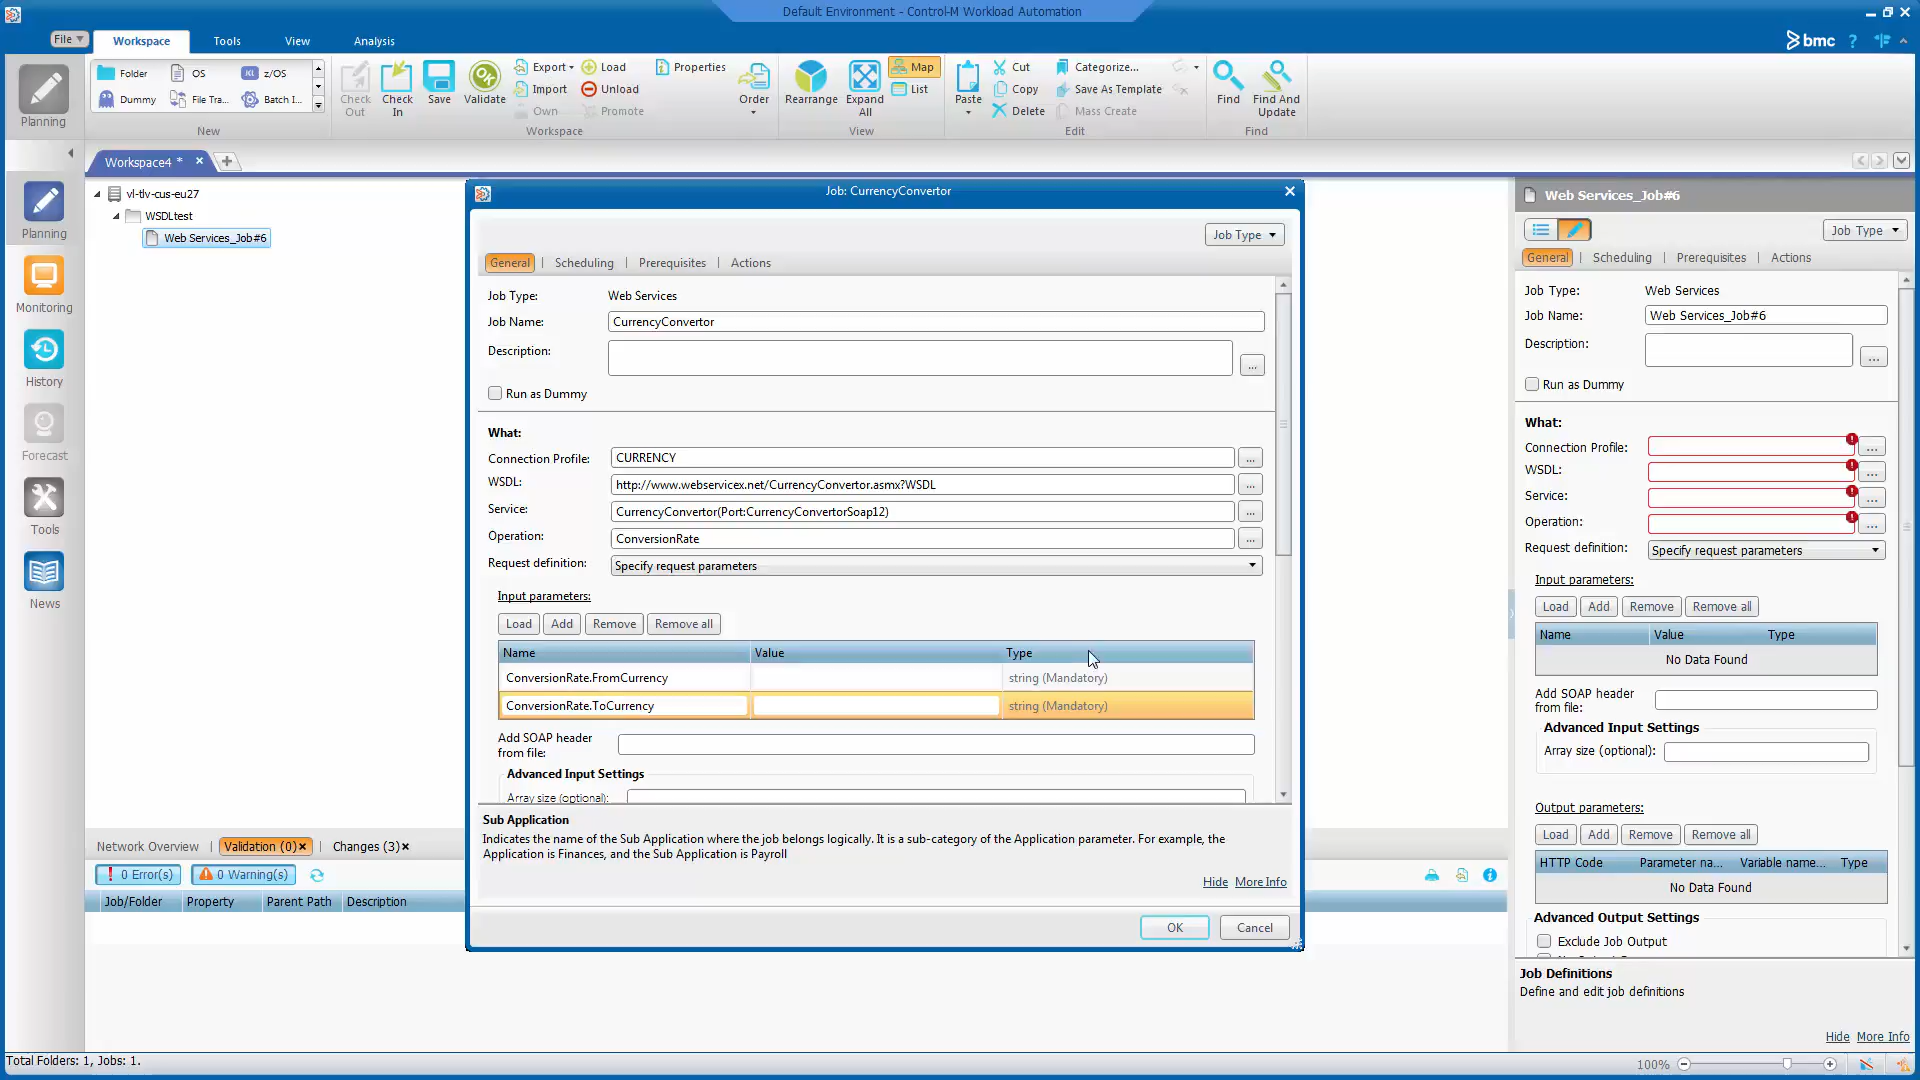 Default Environment - Control-M Workload Automation
File
Workspace
Tools
View
Analysis
bmc
?
Planning
Folder
OS
z/OS
Dummy
File Tra...
Batch I...
New
Check Out
Check In
Save
Validate
Export
Import
Own
Load
Unload
Promote
Properties
Order
Workspace
Rearrange
Expand All
Map
List
View
Paste
Cut
Copy
Delete
Categorize...
Save As Template
Mass Create
Edit
Find
Find And Update
Find
Workspace4 *
vl-tlv-cus-eu27
WSDLtest
Web Services_Job#6
Planning
Monitoring
History
Forecast
Tools
News
Job: CurrencyConvertor
Job Type
General | Scheduling | Prerequisites | Actions
Job Type: Web Services
Job Name: CurrencyConvertor
Description:
...
Run as Dummy
What:
Connection Profile: CURRENCY ...
WSDL: http://www.webservicex.net/CurrencyConvertor.asmx?WSDL ...
Service: CurrencyConvertor(Port:CurrencyConvertorSoap12) ...
Operation: ConversionRate ...
Request definition: Specify request parameters
Input parameters:
Load Add Remove Remove all
Name Value Type
ConversionRate.FromCurrency string (Mandatory)
ConversionRate.ToCurrency string (Mandatory)
Add SOAP header
from file:
Advanced Input Settings
Array size (optional):
Sub Application
Indicates the name of the Sub Application where the job belongs logically. It is a sub-category of the Application parameter. For example, the
Application is Finances, and the Sub Application is Payroll
Hide More Info
OK Cancel
Web Services_Job#6
Job Type
General | Scheduling | Prerequisites | Actions
Job Type: Web Services
Job Name: Web Services_Job#6
Description:
...
Run as Dummy
What:
Connection Profile: ...
WSDL: ...
Service: ...
Operation: ...
Request definition: Specify request parameters
Input parameters:
Load Add Remove Remove all
Name Value Type
No Data Found
Add SOAP header
from file:
Advanced Input Settings
Array size (optional):
Output parameters:
Load Add Remove Remove all
HTTP Code Parameter na... Variable name... Type
No Data Found
Advanced Output Settings
Exclude Job Output
Job Definitions
Define and edit job definitions
Hide More Info
Network Overview | Validation (0) Changes (3)
0 Error(s) 0 Warning(s)
Job/Folder Property Parent Path Description
Total Folders: 1, Jobs: 1.
100%